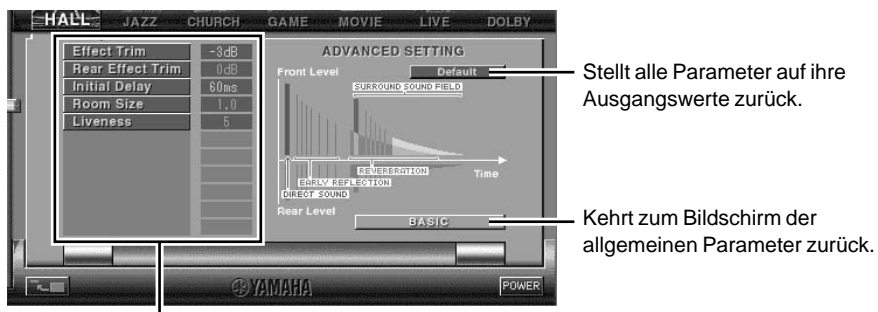 HALL JAZZ CHURCH GAME MOVIE LIVE DOLBY
ADVANCED SETTING
Effect Trim -3dB
Rear Effect Trim 0dB
Initial Delay 60ms
Room Size 1.0
Liveness 5
Front Level
Default
SURROUND SOUND FIELD
REVERBRATION
Time
EARLY REFLECTION
DIRECT SOUND
Rear Level
BASIC
YAMAHA
POWER
Stellt alle Parameter auf ihre
Ausgangswerte zurück.
Kehrt zum Bildschirm der
allgemeinen Parameter zurück.